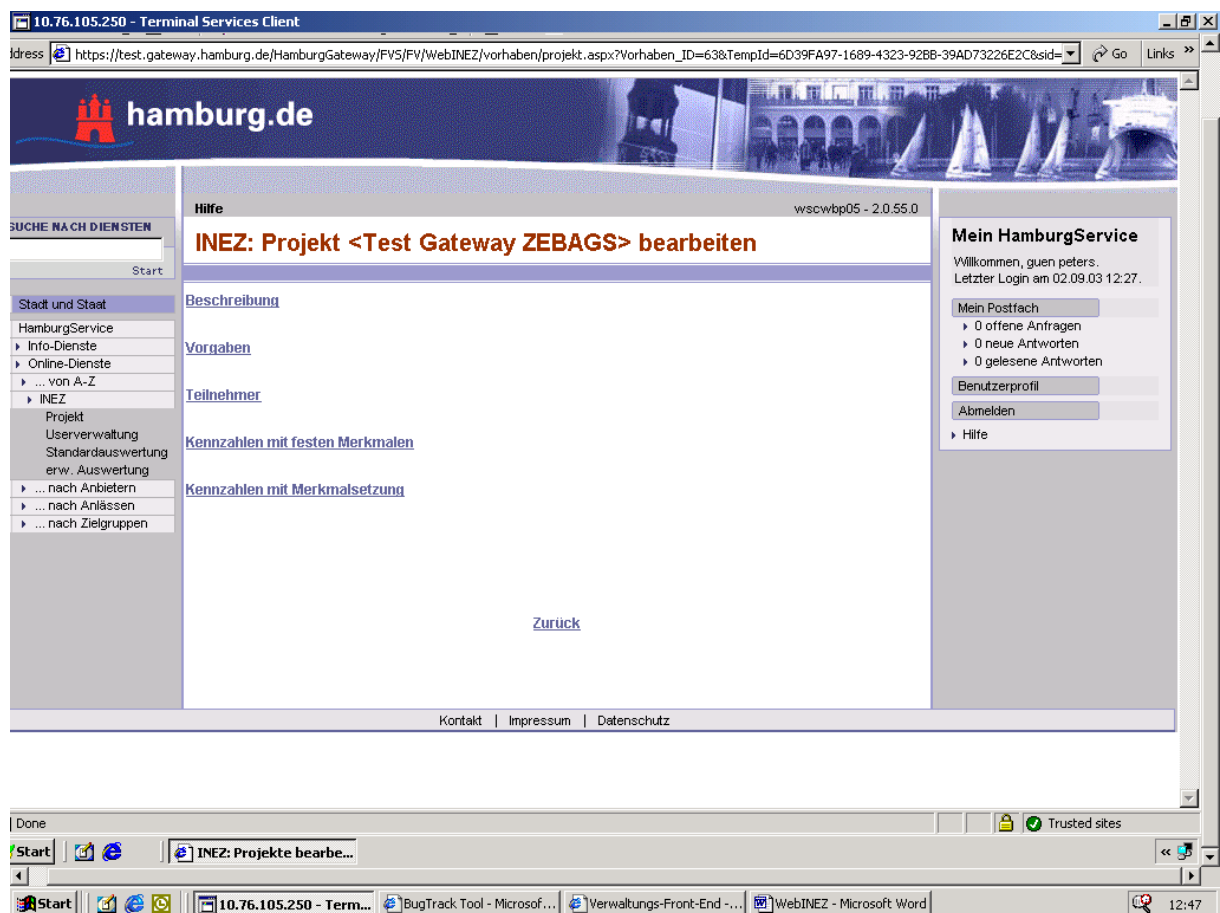 10.76.105.250 - Terminal Services Client
ddress https://test.gateway.hamburg.de/HamburgGateway/FVS/FV/WebINEZ/vorhaben/projekt.aspx?Vorhaben_ID=63&TempId=6D39FA97-1689-4323-92BB-39AD73226E2C&sid= Go Links »
hamburg.de
Hilfe wscwbp05 - 2.0.55.0
INEZ: Projekt <Test Gateway ZEBAGS> bearbeiten
SUCHE NACH DIENSTEN
Start
Stadt und Staat
HamburgService
Info-Dienste
Online-Dienste
... von A-Z
INEZ
Projekt
Userverwaltung
Standardauswertung
erw. Auswertung
... nach Anbietern
... nach Anlässen
... nach Zielgruppen
Beschreibung
Vorgaben
Teilnehmer
Kennzahlen mit festen Merkmalen
Kennzahlen mit Merkmalsetzung
Zurück
Mein HamburgService
Willkommen, guen peters.
Letzter Login am 02.09.03 12:27.
Mein Postfach
0 offene Anfragen
0 neue Antworten
0 gelesene Antworten
Benutzerprofil
Abmelden
Hilfe
Kontakt | Impressum | Datenschutz
Done Trusted sites
Start INEZ: Projekte bearbe... «
Start 10.76.105.250 - Term... BugTrack Tool - Microsof... Verwaltungs-Front-End -... WebINEZ - Microsoft Word 12:47